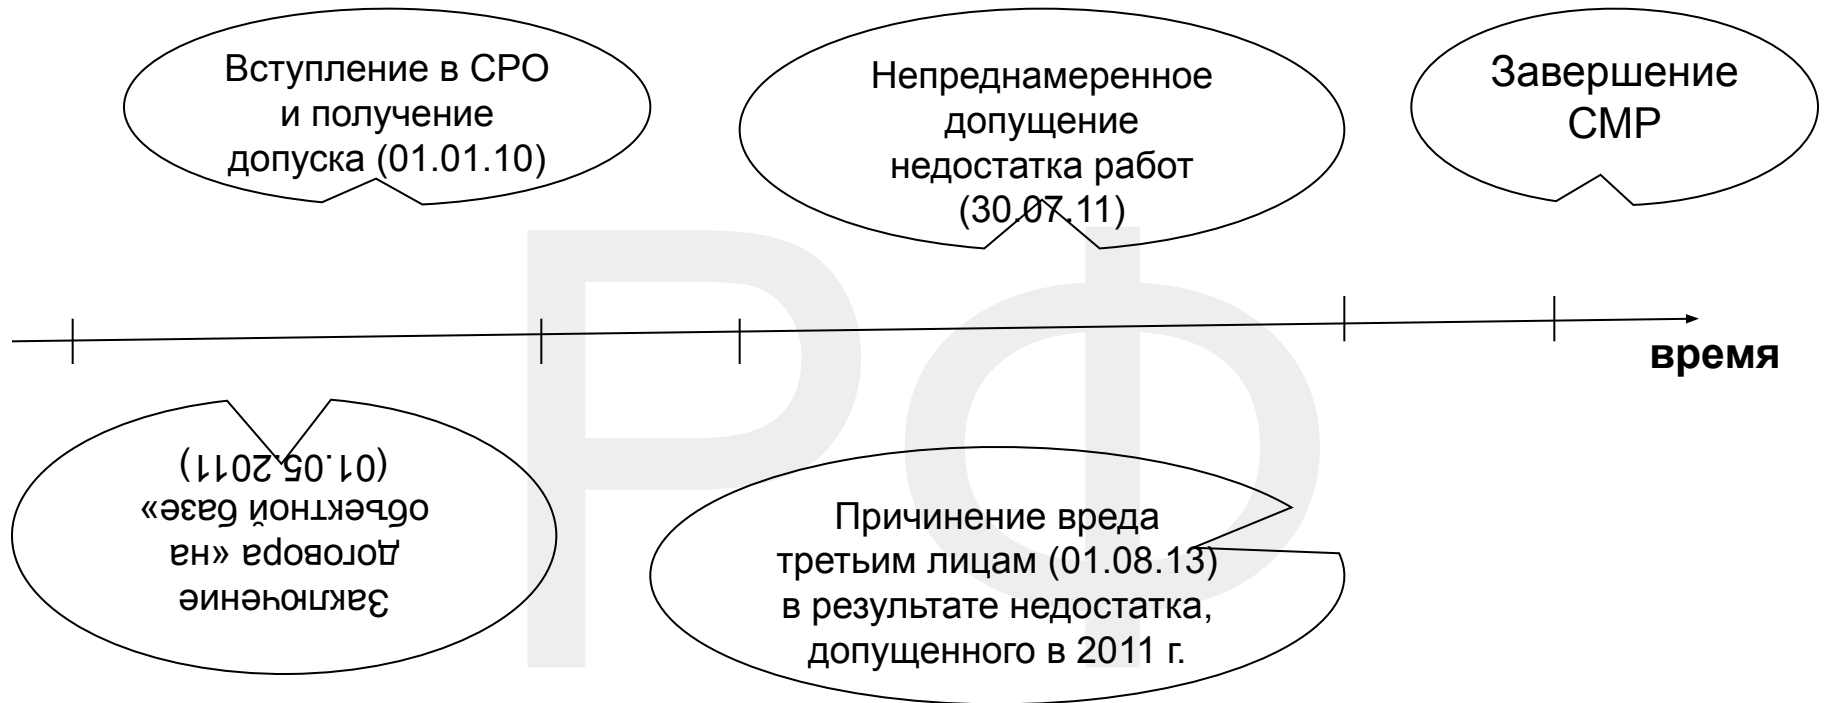 Вступление в СРО
и получение
допуска (01.01.10)
Непреднамеренное
допущение
недостатка работ
(30.07.11)
Завершение
СМР
время
Заключение
договора «на
объектной базе»
(01.05.2011)
Причинение вреда
третьим лицам (01.08.13)
в результате недостатка,
допущенного в 2011 г.
РФ